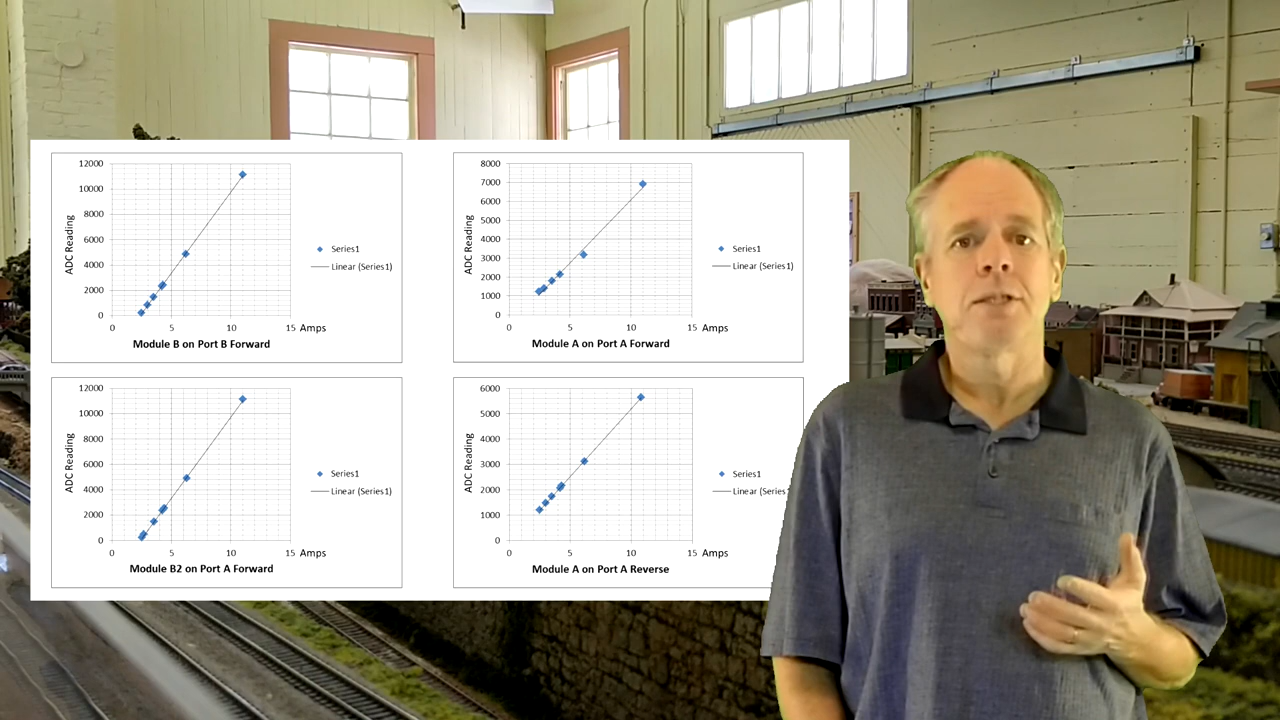 12000
10000
8000
6000
4000
2000
0
ADC Reading
0 5 10 15 Amps
Series1
Linear (Series1)
Module B on Port B Forward
8000
7000
6000
5000
4000
3000
2000
1000
0
ADC Reading
0 5 10 15 Amps
Series1
Linear (Series1)
Module A on Port A Forward
12000
10000
8000
6000
4000
2000
0
ADC Reading
0 5 10 15 Amps
Series1
Linear (Series1)
Module B2 on Port A Forward
6000
5000
4000
3000
2000
1000
0
ADC Reading
0 5 10 15 Amps
Series1
Linear (Series
Module A on Port A Reverse